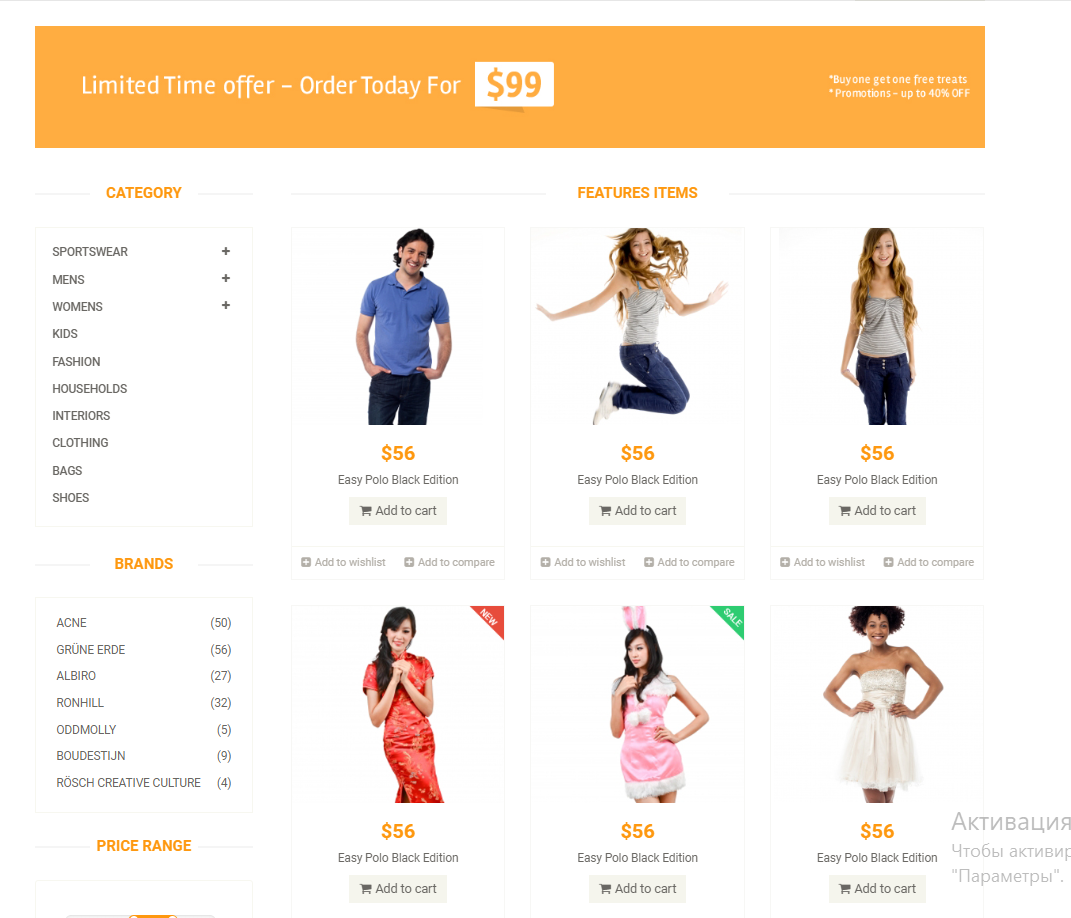 Limited Time offer – Order Today For $99
*Buy one get one free treats
* Promotions – up to 40% OFF
CATEGORY
SPORTSWEAR +
MENS +
WOMENS +
KIDS
FASHION
HOUSEHOLDS
INTERIORS
CLOTHING
BAGS
SHOES
BRANDS
ACNE (50)
GRÜNE ERDE (56)
ALBIRO (27)
RONHILL (32)
ODDMOLLY (5)
BOUDESTIJN (9)
RÖSCH CREATIVE CULTURE (4)
PRICE RANGE
FEATURES ITEMS
$56
Easy Polo Black Edition
Add to cart
Add to wishlist Add to compare
$56
Easy Polo Black Edition
Add to cart
Add to wishlist Add to compare
$56
Easy Polo Black Edition
Add to cart
Add to wishlist Add to compare
NEW
$56
Easy Polo Black Edition
Add to cart
SALE
$56
Easy Polo Black Edition
Add to cart
$56
Easy Polo Black Edition
Add to cart
Активация
Чтобы активир
"Параметры".